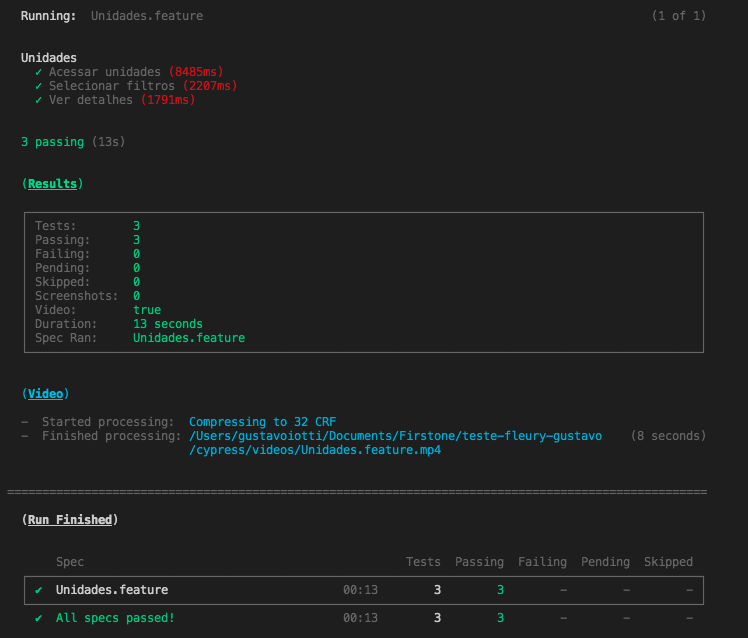 Running:  Unidades.feature (1 of 1)
Unidades
✓ Acessar unidades (8485ms)
✓ Selecionar filtros (2207ms)
✓ Ver detalhes (1791ms)
3 passing (13s)
(Results)
Tests: 3
Passing: 3
Failing: 0
Pending: 0
Skipped: 0
Screenshots: 0
Video: true
Duration: 13 seconds
Spec Ran: Unidades.feature
(Video)
– Started processing: Compressing to 32 CRF
– Finished processing: /Users/gustavoiotti/Documents/Firstone/teste-fleury-gustavo (8 seconds)
/cypress/videos/Unidades.feature.mp4
(Run Finished)
Spec Tests Passing Failing Pending Skipped
✔ Unidades.feature 00:13 3 3 – – –
✔ All specs passed! 00:13 3 3 – – –